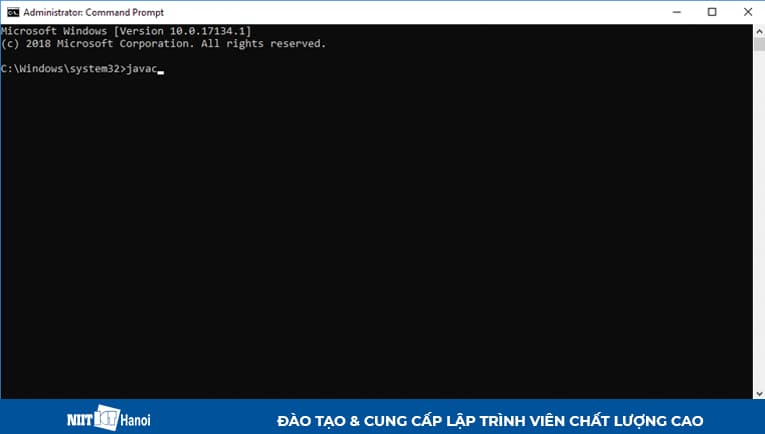 Administrator: Command Prompt
Microsoft Windows [Version 10.0.17134.1]
(c) 2018 Microsoft Corporation. All rights reserved.
C:\Windows\system32>javac
NIIT ICT Hanoi
ĐÀO TẠO & CUNG CẤP LẬP TRÌNH VIÊN CHẤT LƯỢNG CAO